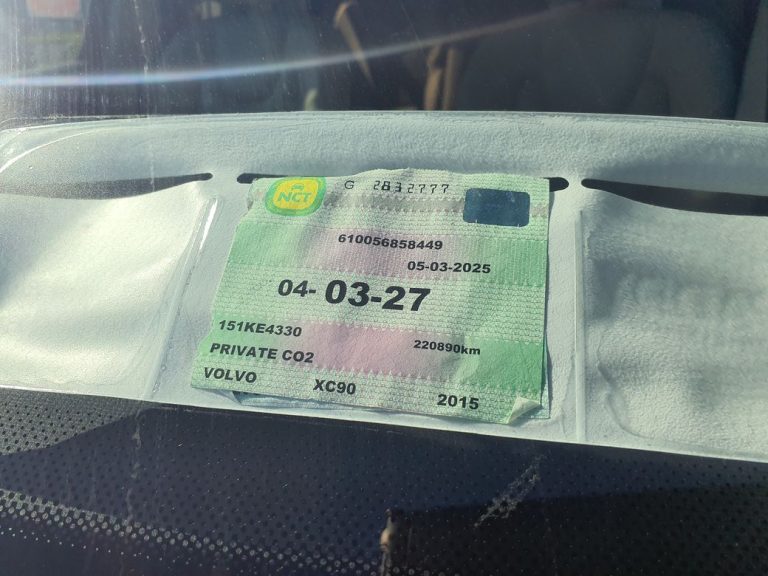 NCT
G 2832777
610056858449
05-03-2025
04-03-27
151KE4330
220890km
PRIVATE CO2
VOLVO XC90 2015